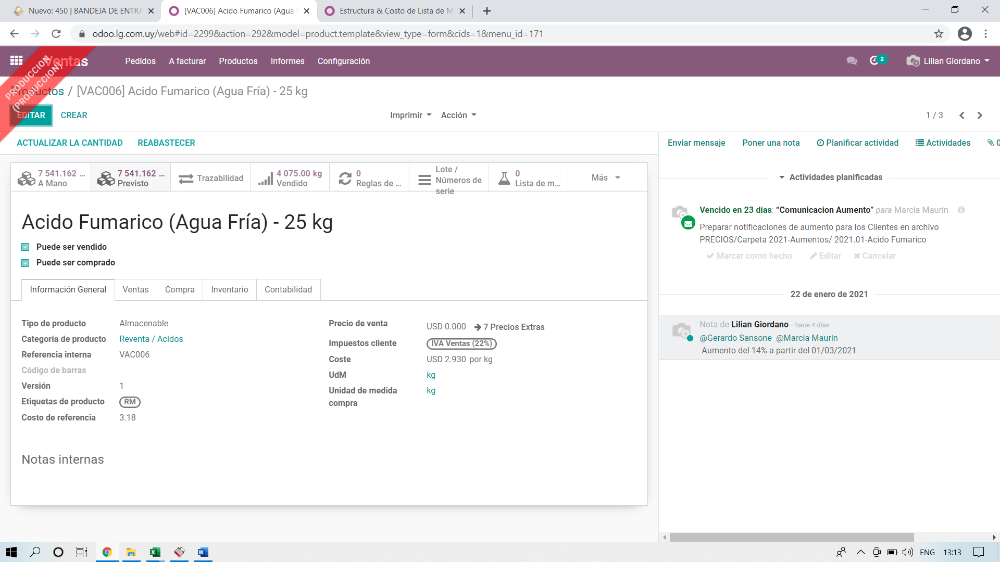 Nuevo: 450 | BANDEJA DE ENTRA
[VAC006] Acido Fumarico (Agua F
Estructura & Costo de Lista de M
odoo.lg.com.uy/web#id=2299&action=292&model=product.template&view_type=form&cids=1&menu_id=171
PRODUCCION
(PRODUCCION)
Ventas
Pedidos
A facturar
Productos
Informes
Configuración
2
Lilian Giordano
Productos / [VAC006] Acido Fumarico (Agua Fría) - 25 kg
EDITAR
CREAR
Imprimir
Acción
1 / 3
ACTUALIZAR LA CANTIDAD
REABASTECER
Enviar mensaje
Poner una nota
Planificar actividad
Actividades
0
7 541.162 ...
A Mano
7 541.162 ...
Previsto
Trazabilidad
4 075.00 kg
Vendido
0
Reglas de ...
Lote /
Números de
serie
0
Lista de m...
Más
Acido Fumarico (Agua Fría) - 25 kg
Puede ser vendido
Puede ser comprado
Información General
Ventas
Compra
Inventario
Contabilidad
Tipo de producto Almacenable
Categoría de producto Reventa / Acidos
Referencia interna VAC006
Código de barras
Versión 1
Etiquetas de producto RM
Costo de referencia 3.18
Precio de venta USD 0.000 7 Precios Extras
Impuestos cliente IVA Ventas (22%)
Coste USD 2.930 por kg
UdM kg
Unidad de medida
compra
kg
Notas internas
Actividades planificadas
Vencido en 23 días: “Comunicacion Aumento” para Marcia Maurin
Preparar notificaciones de aumento para los Clientes en archivo
PRECIOS/Carpeta 2021-Aumentos/ 2021.01-Acido Fumarico
Marcar como hecho
Editar
Cancelar
22 de enero de 2021
Nota de Lilian Giordano - hace 4 días
@Gerardo Sansone @Marcia Maurin
Aumento del 14% a partir del 01/03/2021
ENG
13:13